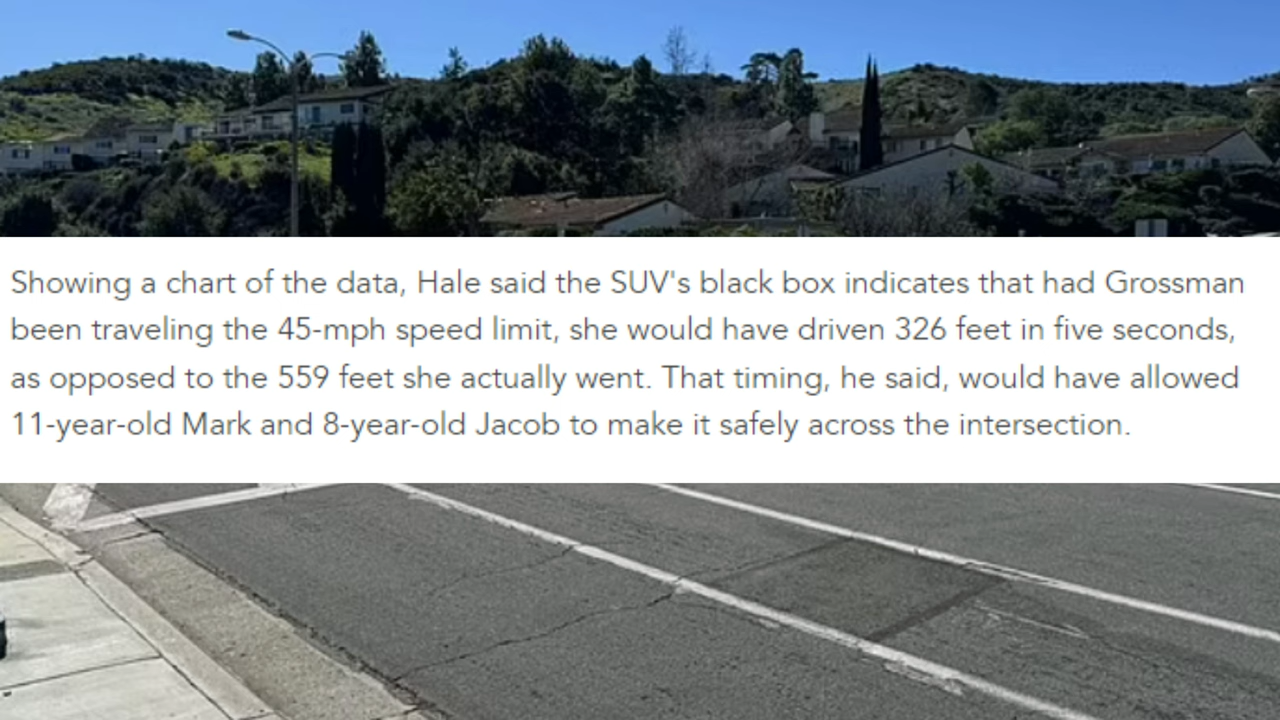 Showing a chart of the data, Hale said the SUV's black box indicates that had Grossman
been traveling the 45-mph speed limit, she would have driven 326 feet in five seconds,
as opposed to the 559 feet she actually went. That timing, he said, would have allowed
11-year-old Mark and 8-year-old Jacob to make it safely across the intersection.